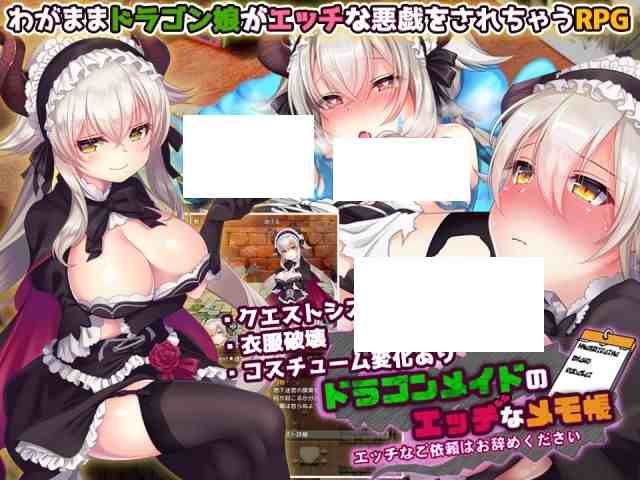 わがままドラゴン娘がエッチな悪戯をされちゃうRPG
・クエストシス
・衣服破壊
・コスチューム変化あり
ドラゴンメイドの
エッヂなメモ帳
エッチなご依頼はお辞めください